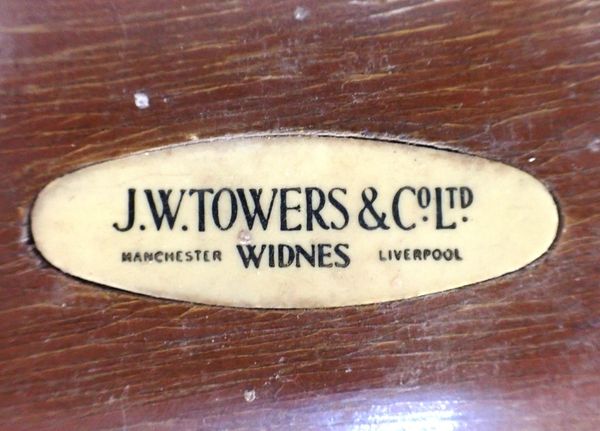 J.W.TOWERS & CO. LTD.
MANCHESTER WIDNES LIVERPOOL